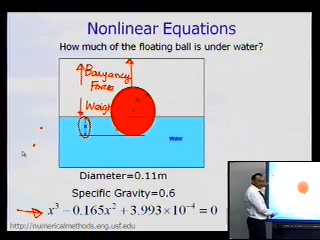 Nonlinear Equations
How much of the floating ball is under water?
Buoyancy
Force
Weight
x
Water
Diameter=0.11m
Specific Gravity=0.6
x³ − 0.165x² + 3.993×10⁻⁴ = 0
http://numericalmethods.eng.usf.edu